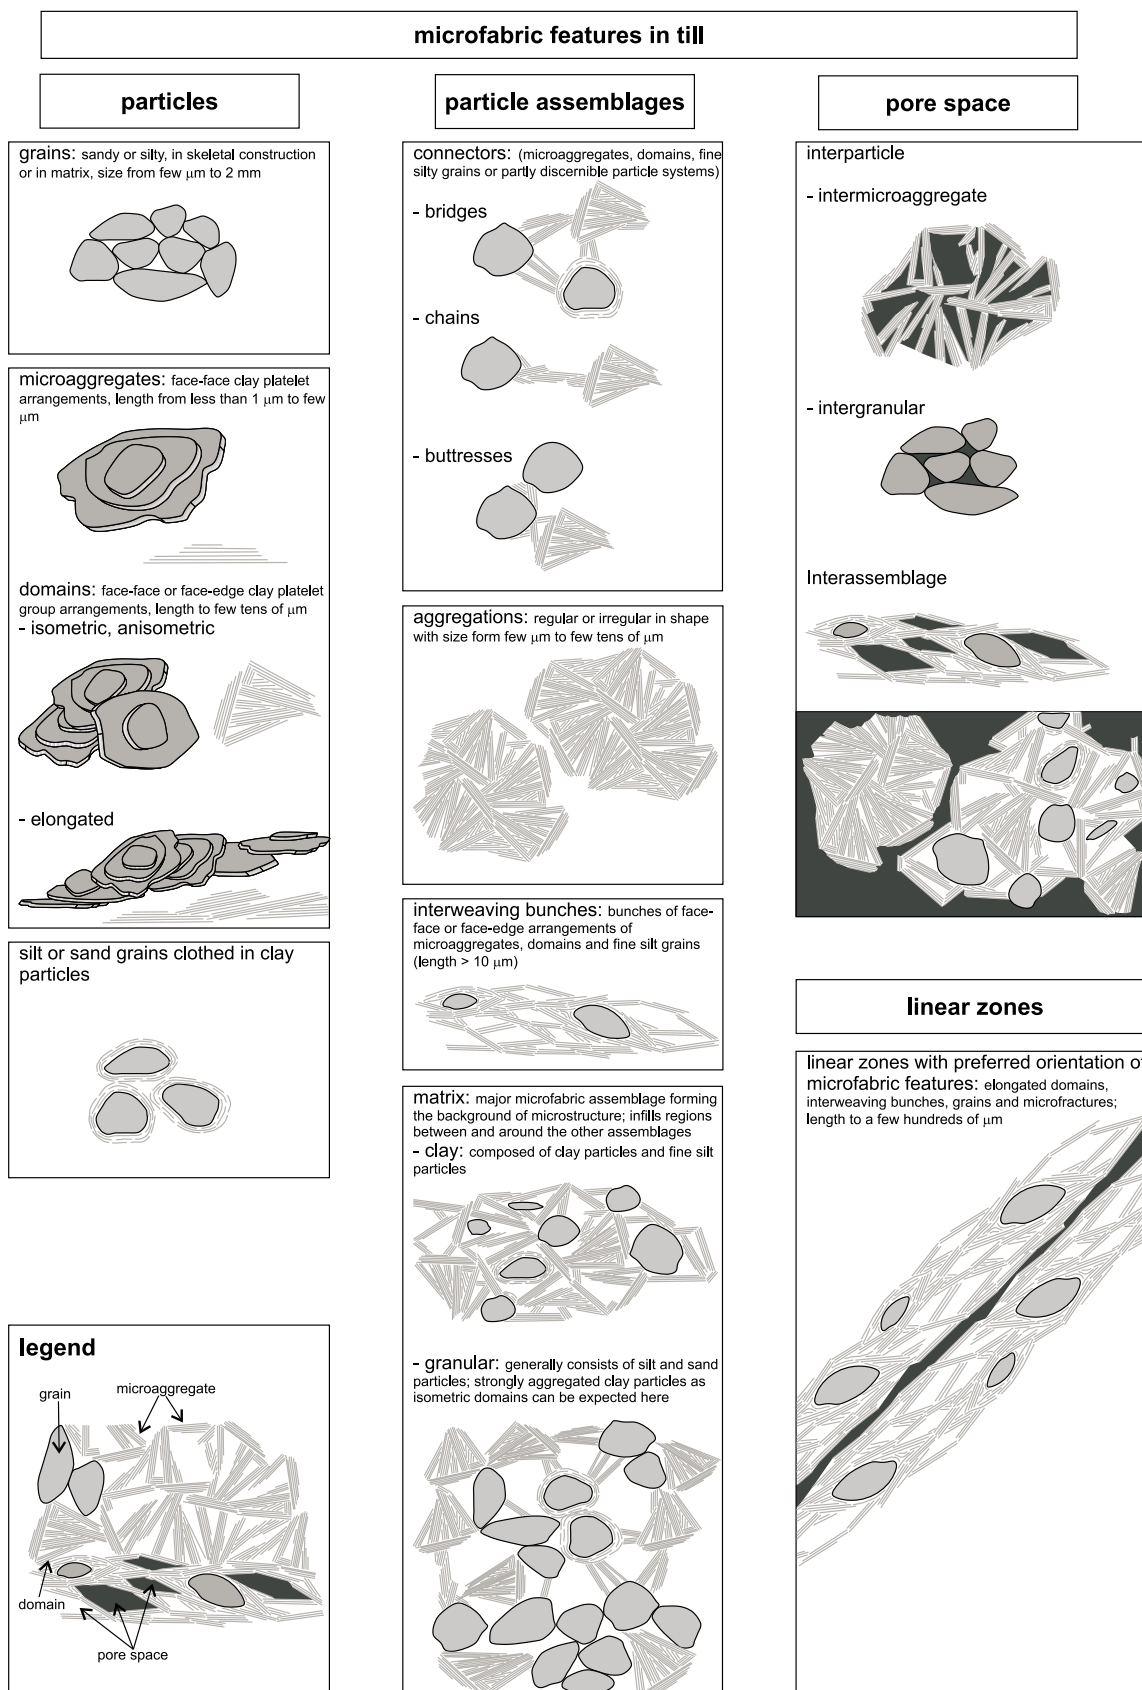 microfabric features in till
particles
grains: sandy or silty, in skeletal construction
or in matrix, size from few µm to 2 mm
microaggregates: face-face clay platelet
arrangements, length from less than 1 µm to few
µm
domains: face-face or face-edge clay platelet
group arrangements, length to few tens of µm
- isometric, anisometric
- elongated
silt or sand grains clothed in clay
particles
legend
grain
microaggregate
domain
pore space
particle assemblages
connectors: (microaggregates, domains, fine
silty grains or partly discernible particle systems)
- bridges
- chains
- buttresses
aggregations: regular or irregular in shape
with size form few µm to few tens of µm
interweaving bunches: bunches of face-
face or face-edge arrangements of
microaggregates, domains and fine silt grains
(length > 10 µm)
matrix: major microfabric assemblage forming
the background of microstructure; infills regions
between and around the other assemblages
- clay: composed of clay particles and fine silt
particles
- granular: generally consists of silt and sand
particles; strongly aggregated clay particles as
isometric domains can be expected here
pore space
interparticle
- intermicroaggregate
- intergranular
Interassemblage
linear zones
linear zones with preferred orientation of
microfabric features: elongated domains,
interweaving bunches, grains and microfractures;
length to a few hundreds of µm